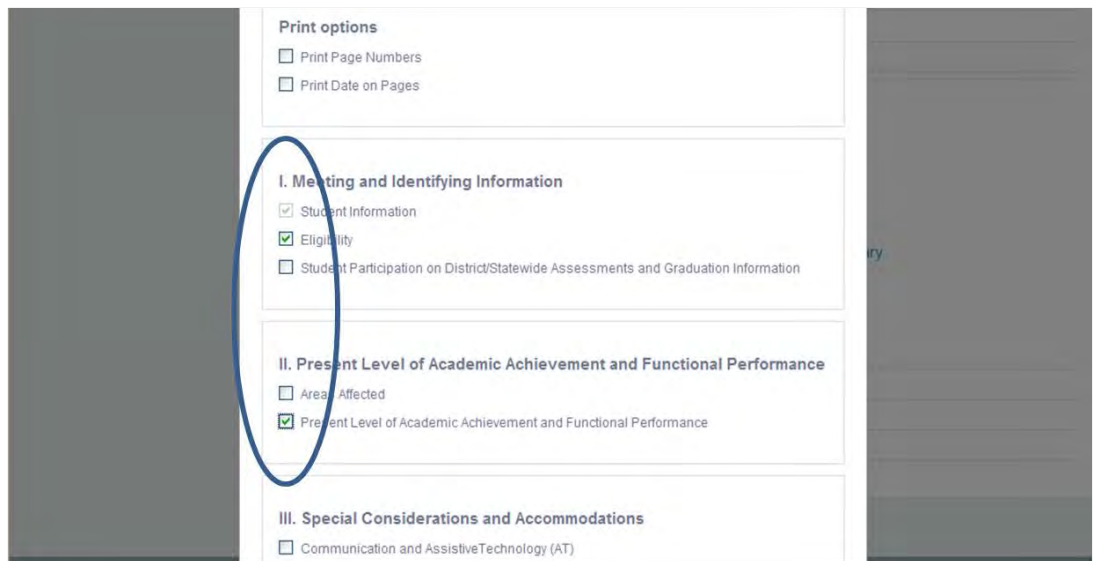 Print options
Print Page Numbers
Print Date on Pages
I. Meeting and Identifying Information
Student Information
Eligibility
Student Participation on District/Statewide Assessments and Graduation Information
ary
II. Present Level of Academic Achievement and Functional Performance
Areas Affected
Present Level of Academic Achievement and Functional Performance
III. Special Considerations and Accommodations
Communication and AssistiveTechnology (AT)